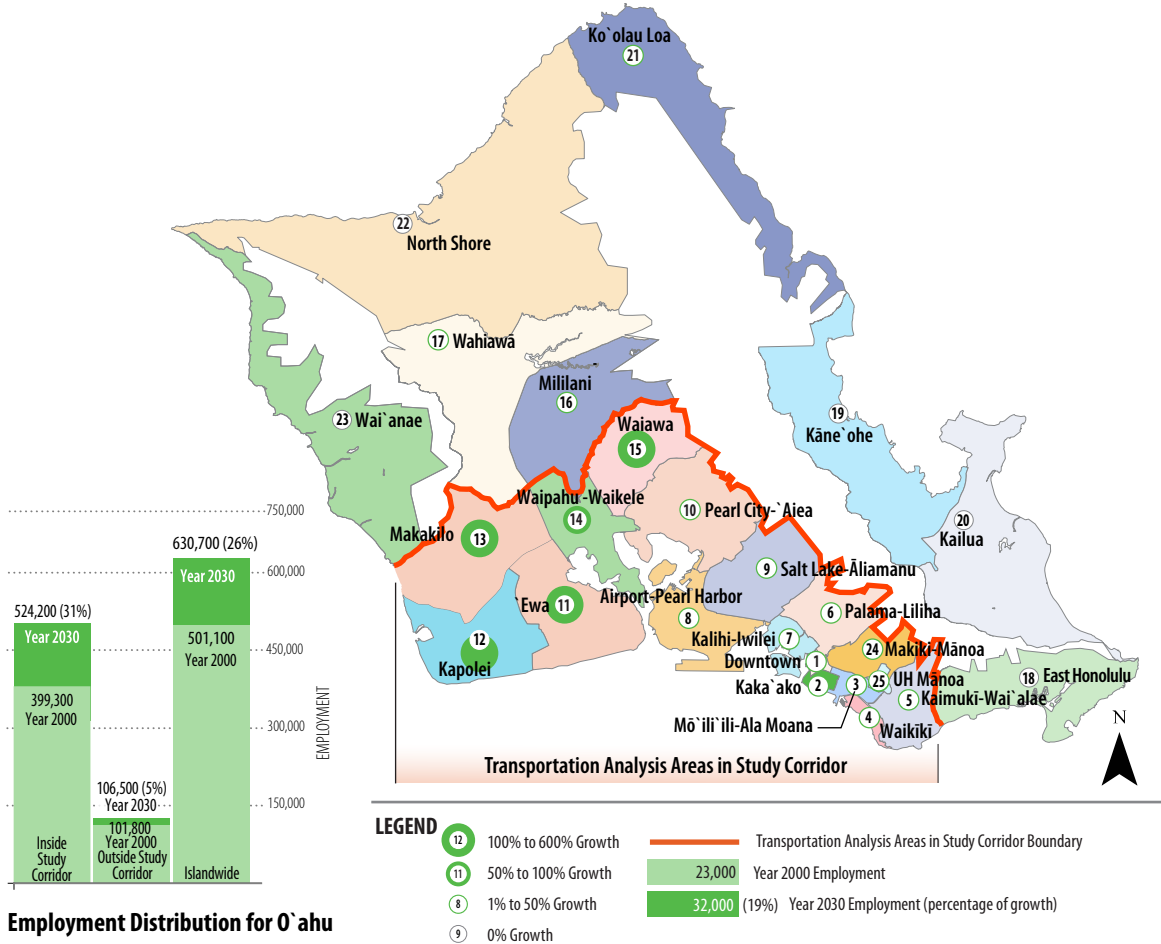 Ko`olau Loa
21
22
North Shore
17 Wahiawā
Mililani
16
23 Wai`anae
19
Kāne`ohe
Waiawa
15
20
Kailua
Waipahu-Waikele
14
10 Pearl City-`Aiea
Makakilo
13
9 Salt Lake-Āliamanu
`Ewa 11
Airport-Pearl Harbor
8
6 Palama-Liliha
12
Kapolei
Kalihi-Iwilei 7
Downtown 1
24 Makiki-Mānoa
Kaka`ako 2
3
25 UH Mānoa
18 East Honolulu
5 Kaimukī-Wai`alae
Mō`ili`ili-Ala Moana
4
Waikīkī
N
Transportation Analysis Areas in Study Corridor
750,000
600,000
450,000
300,000
150,000
EMPLOYMENT
524,200 (31%)
Year 2030
399,300
Year 2000
Inside
Study
Corridor
106,500 (5%)
Year 2030
101,800
Year 2000
Outside Study
Corridor
630,700 (26%)
Year 2030
501,100
Year 2000
Islandwide
Employment Distribution for O`ahu
LEGEND
12 100% to 600% Growth
11 50% to 100% Growth
8 1% to 50% Growth
9 0% Growth
Transportation Analysis Areas in Study Corridor Boundary
23,000 Year 2000 Employment
32,000 (19%) Year 2030 Employment (percentage of growth)